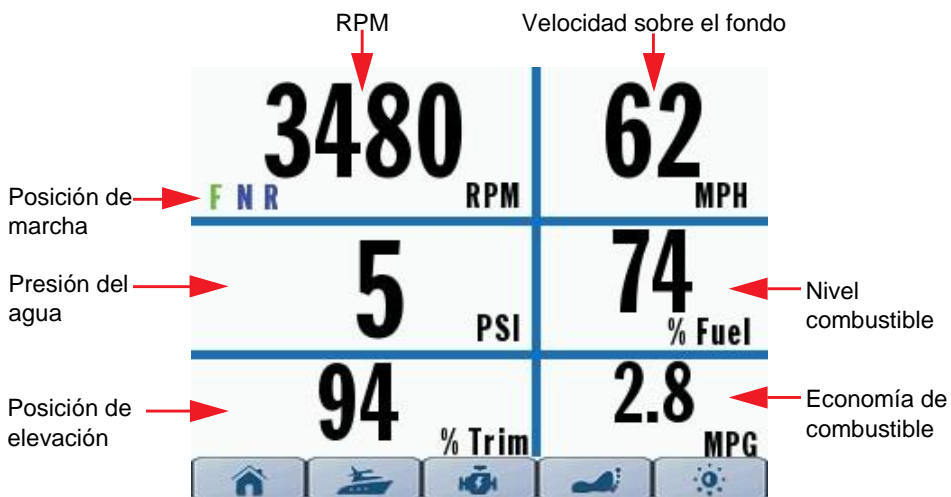 RPM
Velocidad sobre el fondo
3480
RPM
F N R
62
MPH
Posición de
marcha
5
PSI
74
% Fuel
Presión del
agua
Nivel
combustible
94
% Trim
2.8
MPG
Posición de
elevación
Economía de
combustible